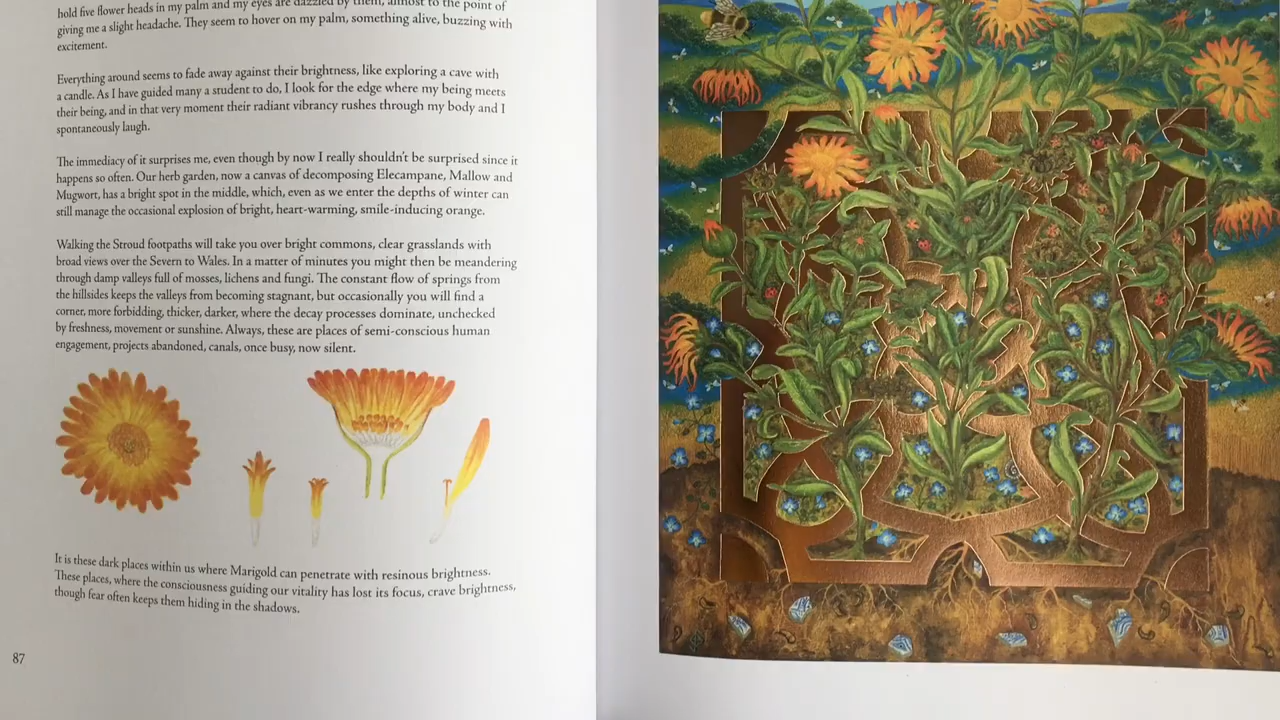 hold five flower heads in my palm and my eyes are dazzled by them, almost to the point of
giving me a slight headache. They seem to hover on my palm, something alive, buzzing with
excitement.
Everything around seems to fade away against their brightness, like exploring a cave with
a candle. As I have guided many a student to do, I look for the edge where my being meets
their being, and in that very moment their radiant vibrancy rushes through my body and I
spontaneously laugh.
The immediacy of it surprises me, even though by now I really shouldn't be surprised since it
happens so often. Our herb garden, now a canvas of decomposing Elecampane, Mallow and
Mugwort, has a bright spot in the middle, which, even as we enter the depths of winter can
still manage the occasional explosion of bright, heart-warming, smile-inducing orange.
Walking the Stroud footpaths will take you over bright commons, clear grasslands with
broad views over the Severn to Wales. In a matter of minutes you might then be meandering
through damp valleys full of mosses, lichens and fungi. The constant flow of springs from
the hillsides keeps the valleys from becoming stagnant, but occasionally you will find a
corner, more forbidding, thicker, darker, where the decay processes dominate, unchecked
by freshness, movement or sunshine. Always, these are places of semi-conscious human
engagement, projects abandoned, canals, once busy, now silent.
It is these dark places within us where Marigold can penetrate with resinous brightness.
These places, where the consciousness guiding our vitality has lost its focus, crave brightness,
though fear often keeps them hiding in the shadows.
87